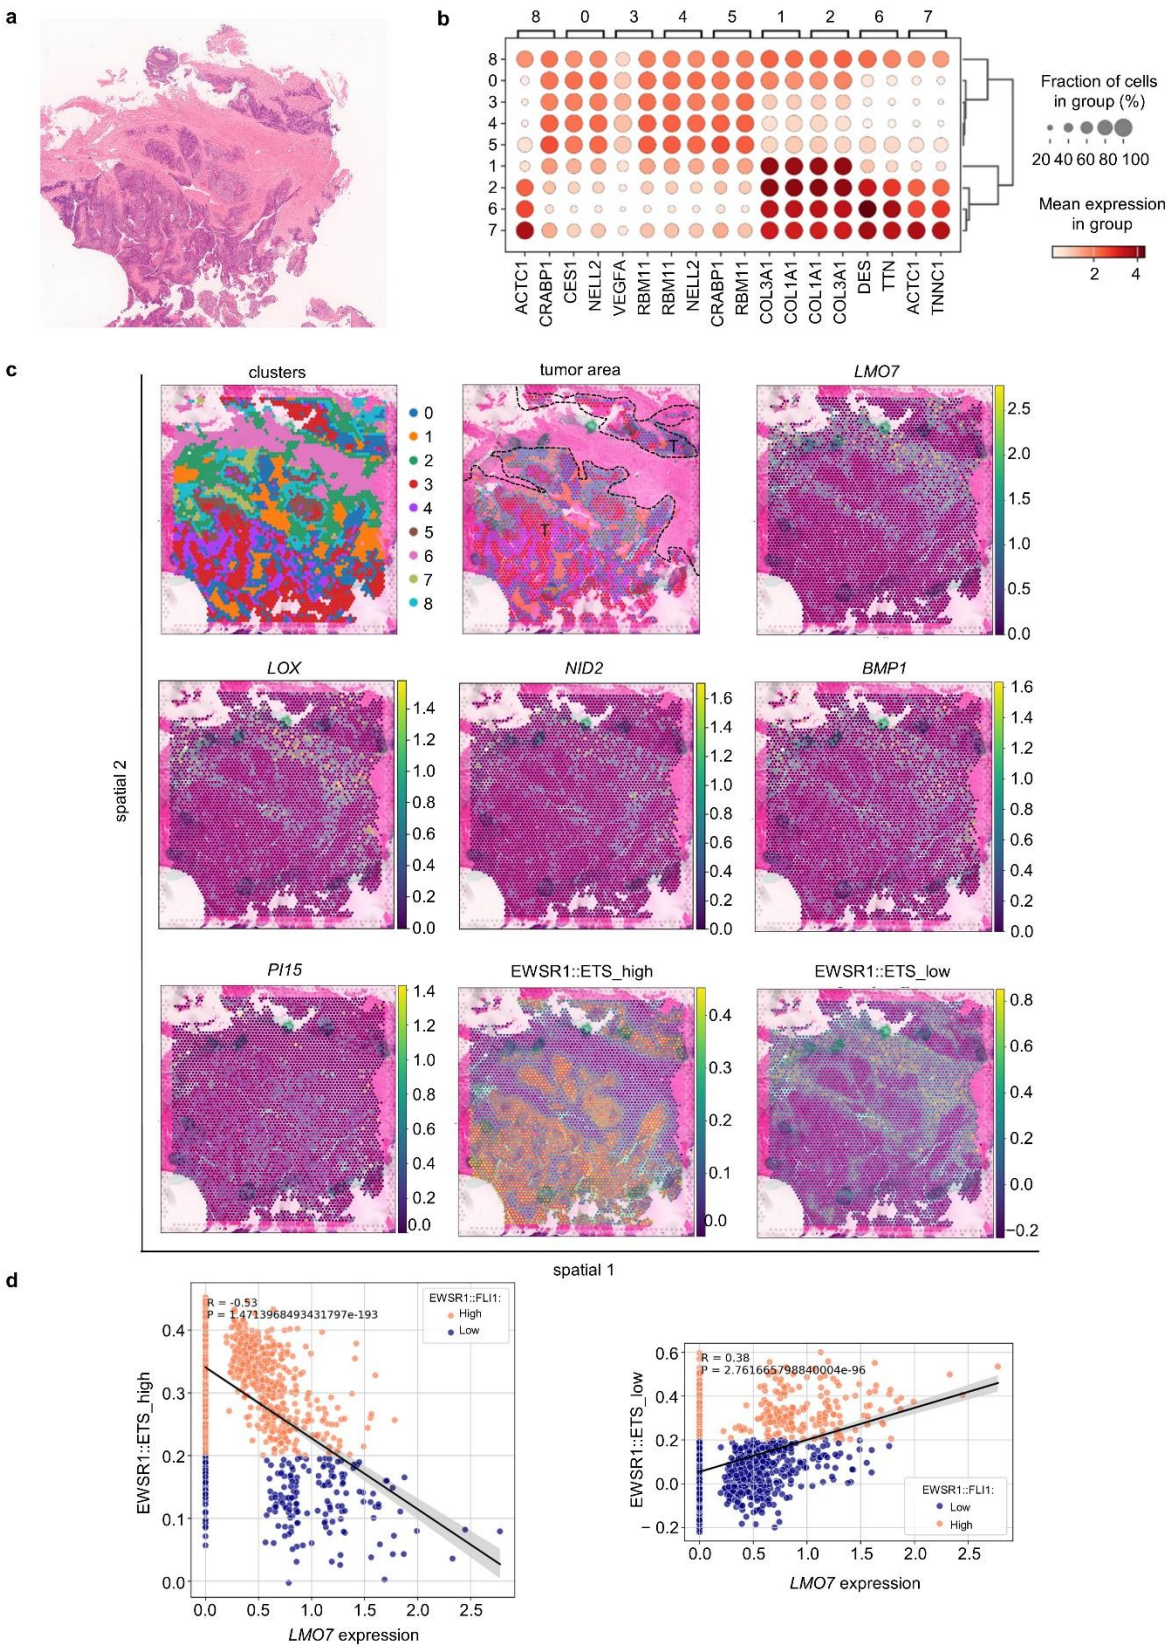 a
b
8 0 3 4 5 1 2 6 7
8
0
3
4
5
1
2
6
7
ACTC1 CRABP1 CES1 NELL2 VEGFA RBM11 RBM11 NELL2 CRABP1 RBM11 COL3A1 COL1A1 COL1A1 COL3A1 DES TTN ACTC1 TNNC1
Fraction of cells
in group (%)
20 40 60 80 100
Mean expression
in group
2 4
c
clusters
0
1
2
3
4
5
6
7
8
tumor area
T
T
LMO7
2.5
2.0
1.5
1.0
0.5
0.0
LOX
1.4
1.2
1.0
0.8
0.6
0.4
0.2
0.0
NID2
1.6
1.4
1.2
1.0
0.8
0.6
0.4
0.2
0.0
BMP1
1.6
1.4
1.2
1.0
0.8
0.6
0.4
0.2
0.0
PI15
1.4
1.2
1.0
0.8
0.6
0.4
0.2
0.0
EWSR1::ETS_high
0.4
0.3
0.2
0.1
0.0
EWSR1::ETS_low
0.8
0.6
0.4
0.2
0.0
−0.2
spatial 2
spatial 1
d
R = -0.53
P = 1.4713968493431797e-193
EWSR1::FLI1:
High
Low
EWSR1::ETS_high
0.4
0.3
0.2
0.1
0.0
0.0 0.5 1.0 1.5 2.0 2.5
LMO7 expression
R = 0.38
P = 2.761665798840004e-96
EWSR1::FLI1:
Low
High
EWSR1::ETS_low
0.6
0.4
0.2
0.0
− 0.2
0.0 0.5 1.0 1.5 2.0 2.5
LMO7 expression